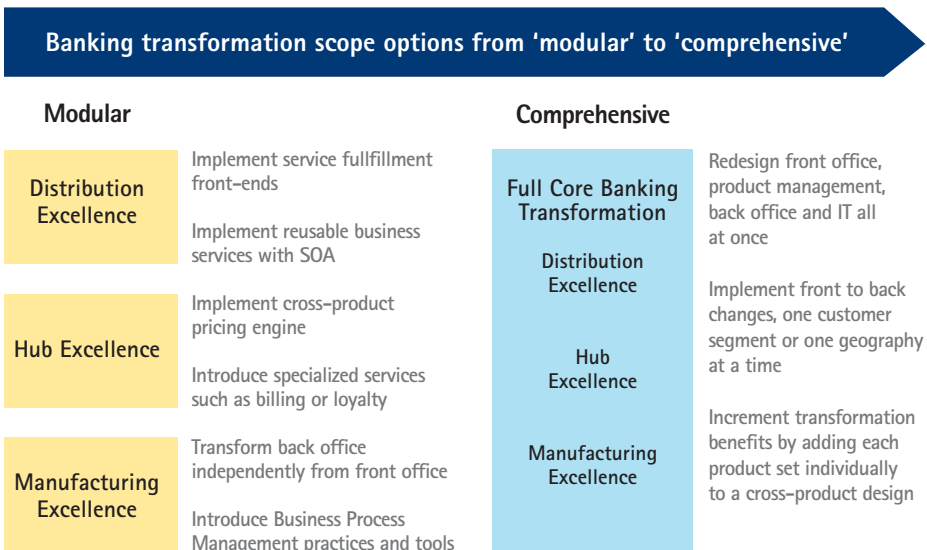 Banking transformation scope options from ‘modular’ to ‘comprehensive’
Modular
Distribution
Excellence
Implement service fullfillment
front-ends
Implement reusable business
services with SOA
Hub Excellence
Implement cross-product
pricing engine
Introduce specialized services
such as billing or loyalty
Manufacturing
Excellence
Transform back office
independently from front office
Introduce Business Process
Management practices and tools
Comprehensive
Full Core Banking
Transformation
Distribution
Excellence
Hub
Excellence
Manufacturing
Excellence
Redesign front office,
product management,
back office and IT all
at once
Implement front to back
changes, one customer
segment or one geography
at a time
Increment transformation
benefits by adding each
product set individually
to a cross-product design